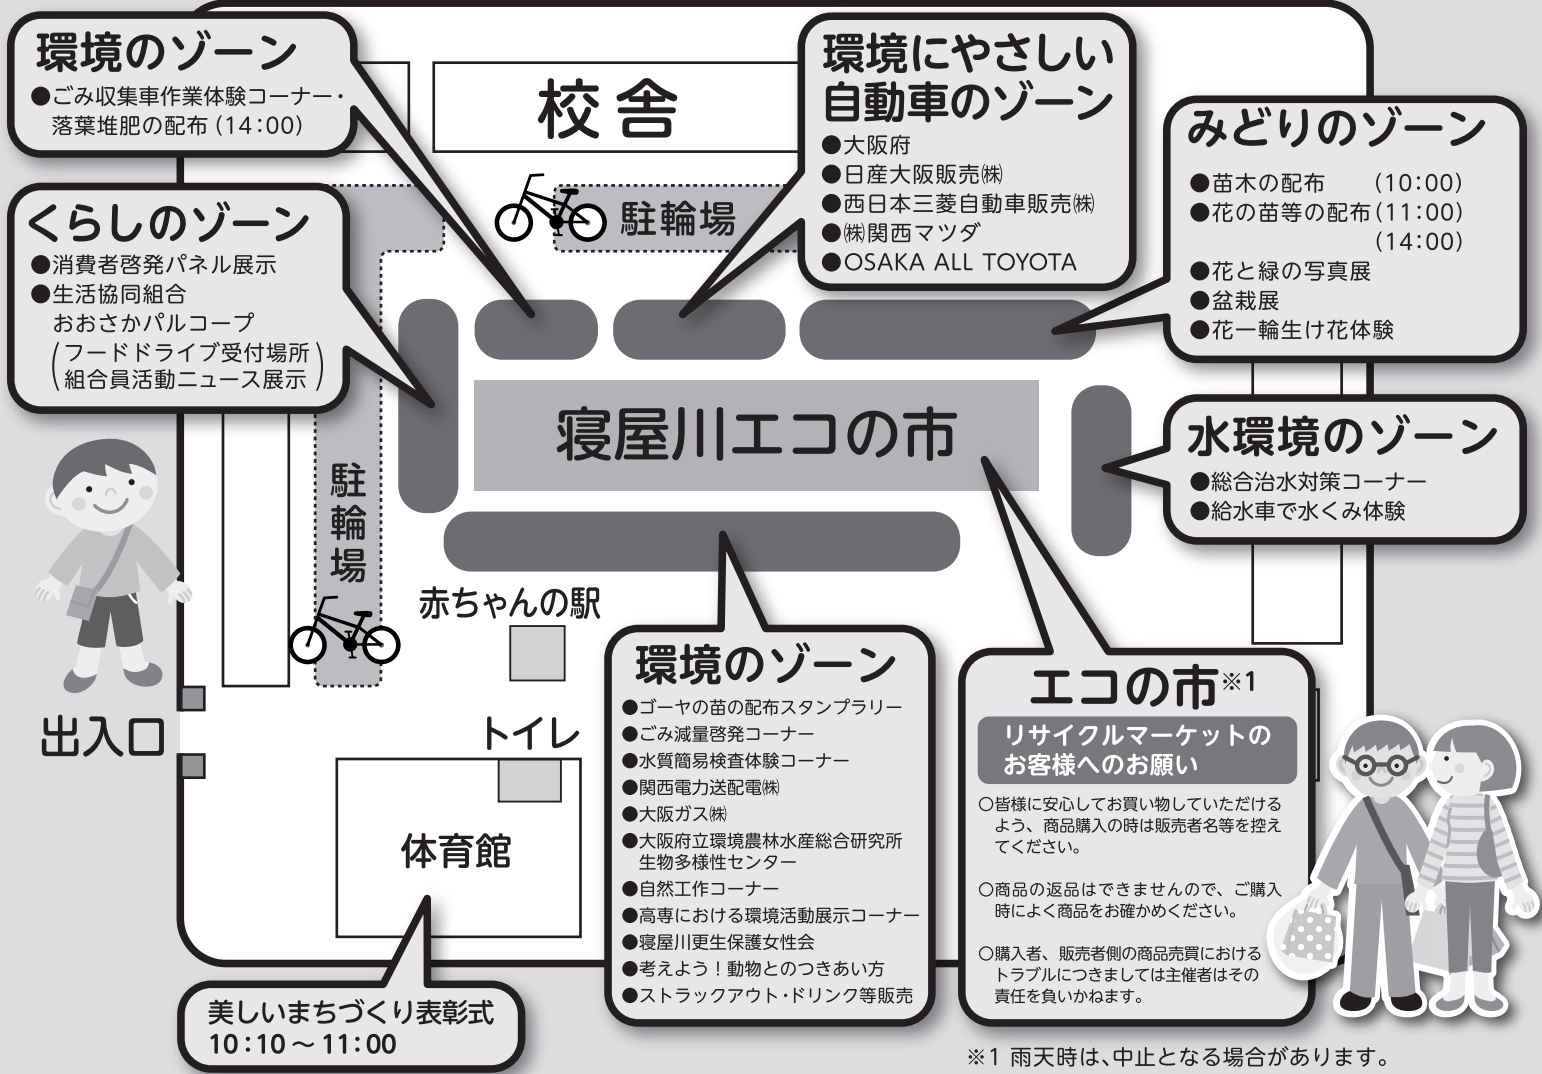 環境のゾーン
●ごみ収集車作業体験コーナー・
落葉堆肥の配布(14:00)
校舎
環境にやさしい
自動車のゾーン
●大阪府
●日産大阪販売㈱
●西日本三菱自動車販売㈱
●㈱関西マツダ
●OSAKA ALL TOYOTA
みどりのゾーン
●苗木の配布 (10:00)
●花の苗等の配布(11:00)
(14:00)
●花と緑の写真展
●盆栽展
●花一輪生け花体験
くらしのゾーン
●消費者啓発パネル展示
●生活協同組合
おおさかパルコープ
(フードドライブ受付場所
組合員活動ニュース展示)
駐輪場
寝屋川エコの市
水環境のゾーン
●総合治水対策コーナー
●給水車で水くみ体験
駐輪場
赤ちゃんの駅
出入口
トイレ
体育館
美しいまちづくり表彰式
10:10〜11:00
環境のゾーン
●ゴーヤの苗の配布スタンプラリー
●ごみ減量啓発コーナー
●水質簡易検査体験コーナー
●関西電力送配電㈱
●大阪ガス㈱
●大阪府立環境農林水産総合研究所
生物多様性センター
●自然工作コーナー
●高専における環境活動展示コーナー
●寝屋川更生保護女性会
●考えよう!動物とのつきあい方
●ストラックアウト・ドリンク等販売
エコの市※1
リサイクルマーケットの
お客様へのお願い
○皆様に安心してお買い物していただける
よう、商品購入の時は販売者名等を控え
てください。
○商品の返品はできませんので、ご購入
時によく商品をお確かめください。
○購入者、販売者側の商品売買における
トラブルにつきましては主催者はその
責任を負いかねます。
※1 雨天時は、中止となる場合があります。